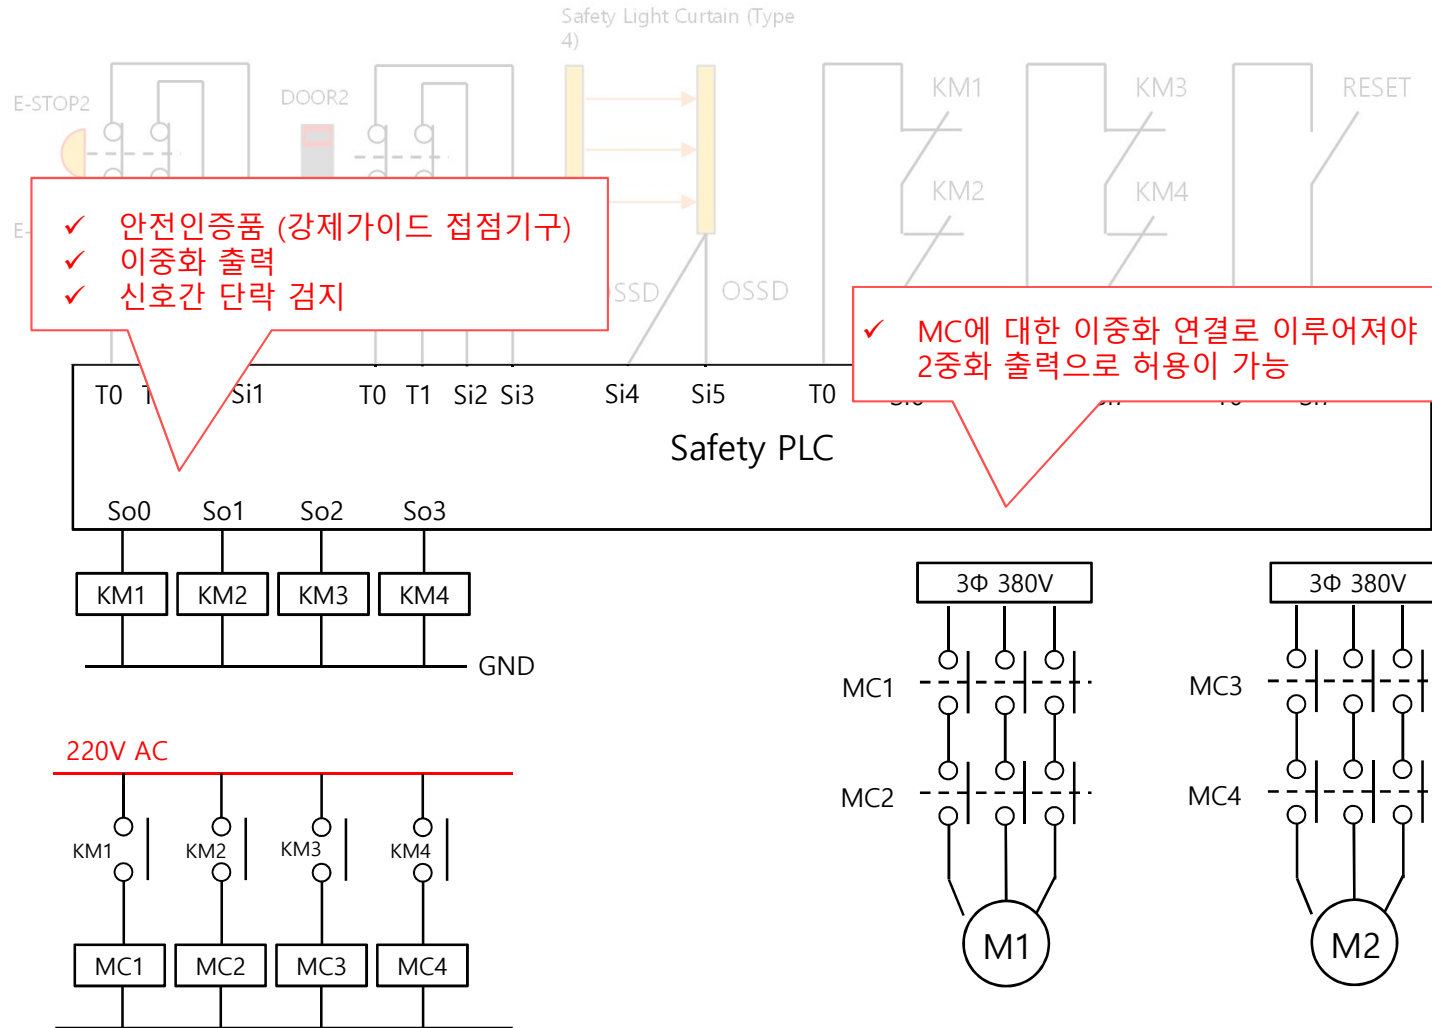 Safety Light Curtain (Type
4)
E-STOP2
DOOR2
KM1
KM3
RESET
KM2
KM4
✓ 안전인증품 (강제가이드 접점기구)
✓ 이중화 출력
✓ 신호간 단락 검지
E-
OSSD
✓ MC에 대한 이중화 연결로 이루어져야
2중화 출력으로 허용이 가능
T0
Si1
T0 T1 Si2 Si3
Si4
Si5
T0
Safety PLC
So0 So1 So2 So3
KM1 KM2 KM3 KM4
GND
3Φ 380V
3Φ 380V
MC1
MC3
MC2
MC4
220V AC
KM1 KM2 KM3 KM4
MC1 MC2 MC3 MC4
M1
M2